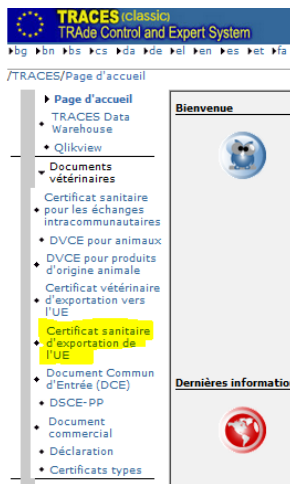 TRACES (classic)
TRAde Control and Expert System
bg bn bs cs da de el en es et fa
/TRACES/Page d'accueil
Page d'accueil
TRACES Data
Warehouse
Qlikview
Documents
vétérinaires
Certificat sanitaire
pour les échanges
intracommunautaires
DVCE pour animaux
DVCE pour produits
d'origine animale
Certificat vétérinaire
d'exportation vers
l'UE
Certificat sanitaire
d'exportation de
l'UE
Document Commun
d'Entrée (DCE)
DSCE-PP
Document
commercial
Déclaration
Certificats types
Bienvenue
Dernières informatio